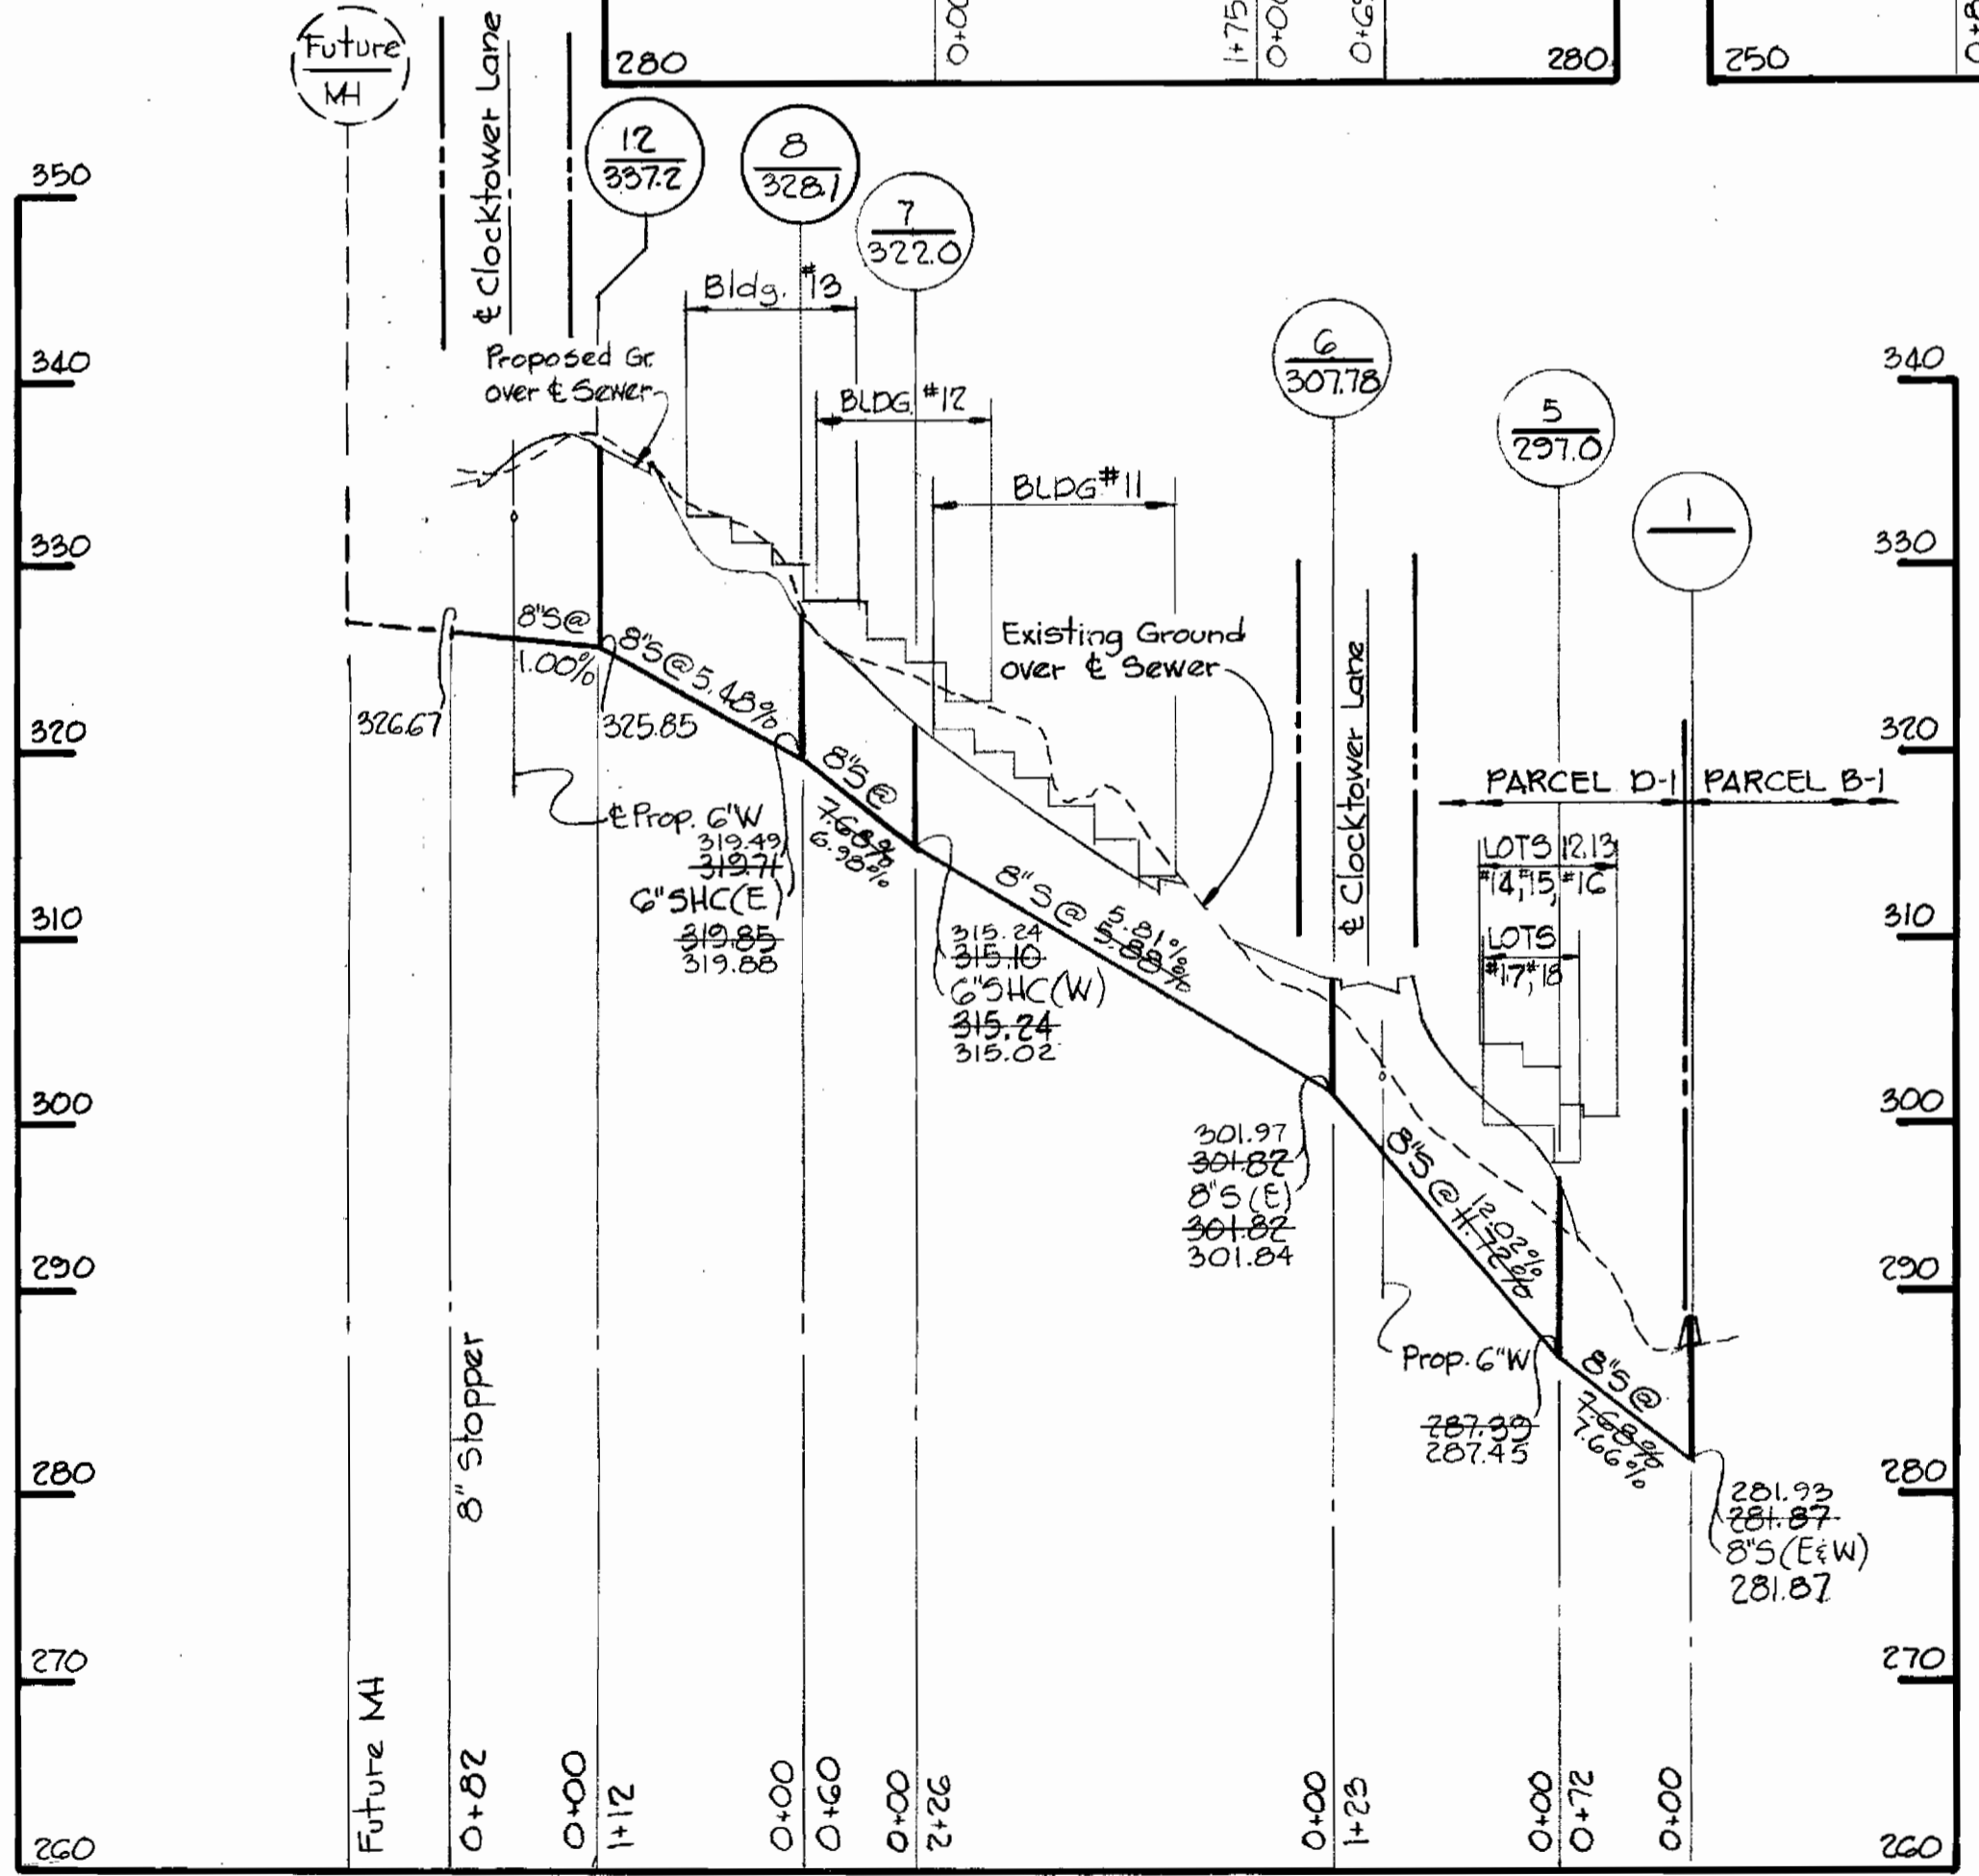 280
0+00
1+75
0+00
280
250
Future
MH
℄ Clocktower Lane
12
337.2
8
328.1
7
322.0
6
307.78
5
297.0
1
350
340
330
320
310
300
290
280
270
260
340
330
320
310
300
290
280
270
260
Proposed Gr.
over ℄ Sewer
Bldg. #13
BLDG. #12
BLDG #11
Existing Ground
over ℄ Sewer
℄ Clocktower Lane
PARCEL D-1
PARCEL B-1
LOTS 12,13
#14, #15, #16
LOTS
#17, #18
8"S@
1.00%
8"S@5.48%
326.67
325.85
℄ Prop. 6"W
319.49
319.71
6"SHC(E)
319.85
319.88
8"S@
7.68%
6.98%
8"S@ 5.81%
5.88%
315.24
315.10
6"SHC(W)
315.24
315.02
301.97
301.82
8"S (E)
301.82
301.84
8"S@ 12.02%
11.72%
Prop. 6"W
287.39
287.45
8"S@
7.68%
7.66%
281.93
281.87
8"S(E&W)
281.87
8" Stopper
Future MH
0+82
0+00
1+12
0+00
0+60
0+00
2+26
0+00
1+23
0+00
0+72
0+00